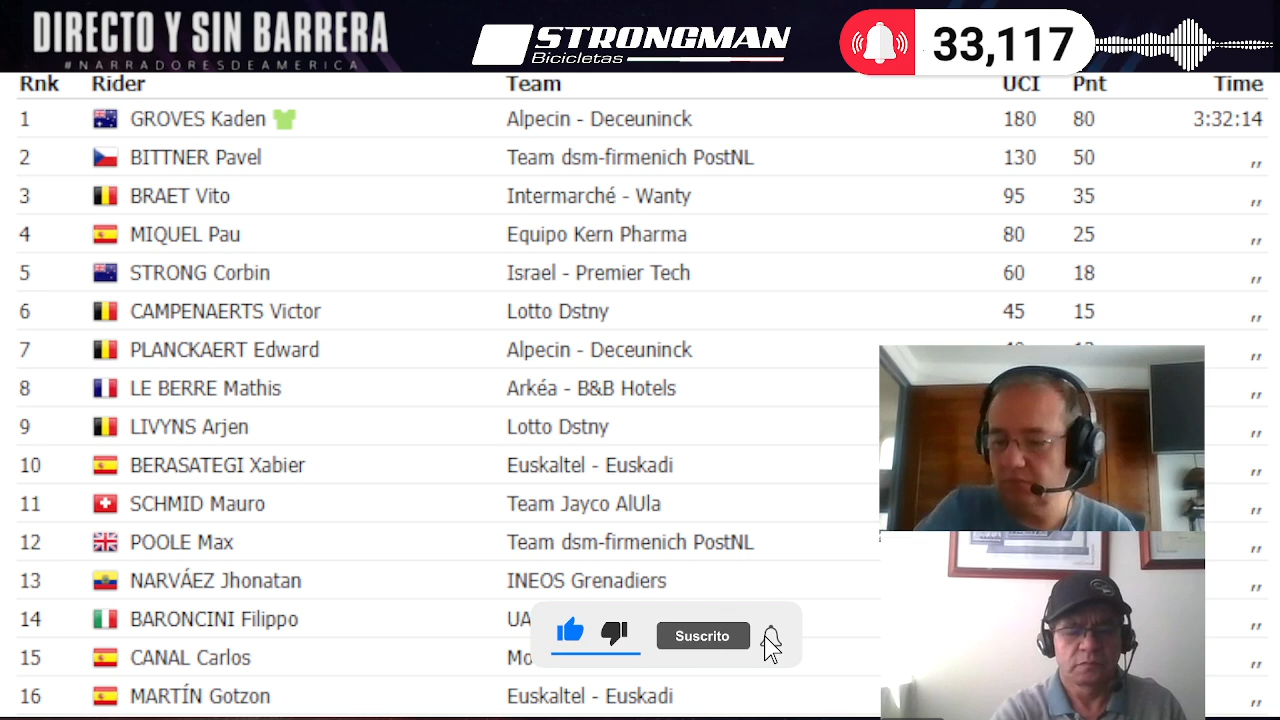 DIRECTO Y SIN BARRERA
#NARRADORESDEAMERICA
STRONGMAN
Bicicletas
33,117
Rnk Rider Team UCI Pnt Time
1 GROVES Kaden Alpecin - Deceuninck 180 80 3:32:14
2 BITTNER Pavel Team dsm-firmenich PostNL 130 50 ,,
3 BRAET Vito Intermarché - Wanty 95 35 ,,
4 MIQUEL Pau Equipo Kern Pharma 80 25 ,,
5 STRONG Corbin Israel - Premier Tech 60 18 ,,
6 CAMPENAERTS Victor Lotto Dstny 45 15 ,,
7 PLANCKAERT Edward Alpecin - Deceuninck ,,
8 LE BERRE Mathis Arkéa - B&B Hotels ,,
9 LIVYNS Arjen Lotto Dstny ,,
10 BERASATEGI Xabier Euskaltel - Euskadi ,,
11 SCHMID Mauro Team Jayco AlUla ,,
12 POOLE Max Team dsm-firmenich PostNL ,,
13 NARVÁEZ Jhonatan INEOS Grenadiers ,,
14 BARONCINI Filippo UA ,,
15 CANAL Carlos Mo ,,
16 MARTÍN Gotzon Euskaltel - Euskadi ,,
Suscrito